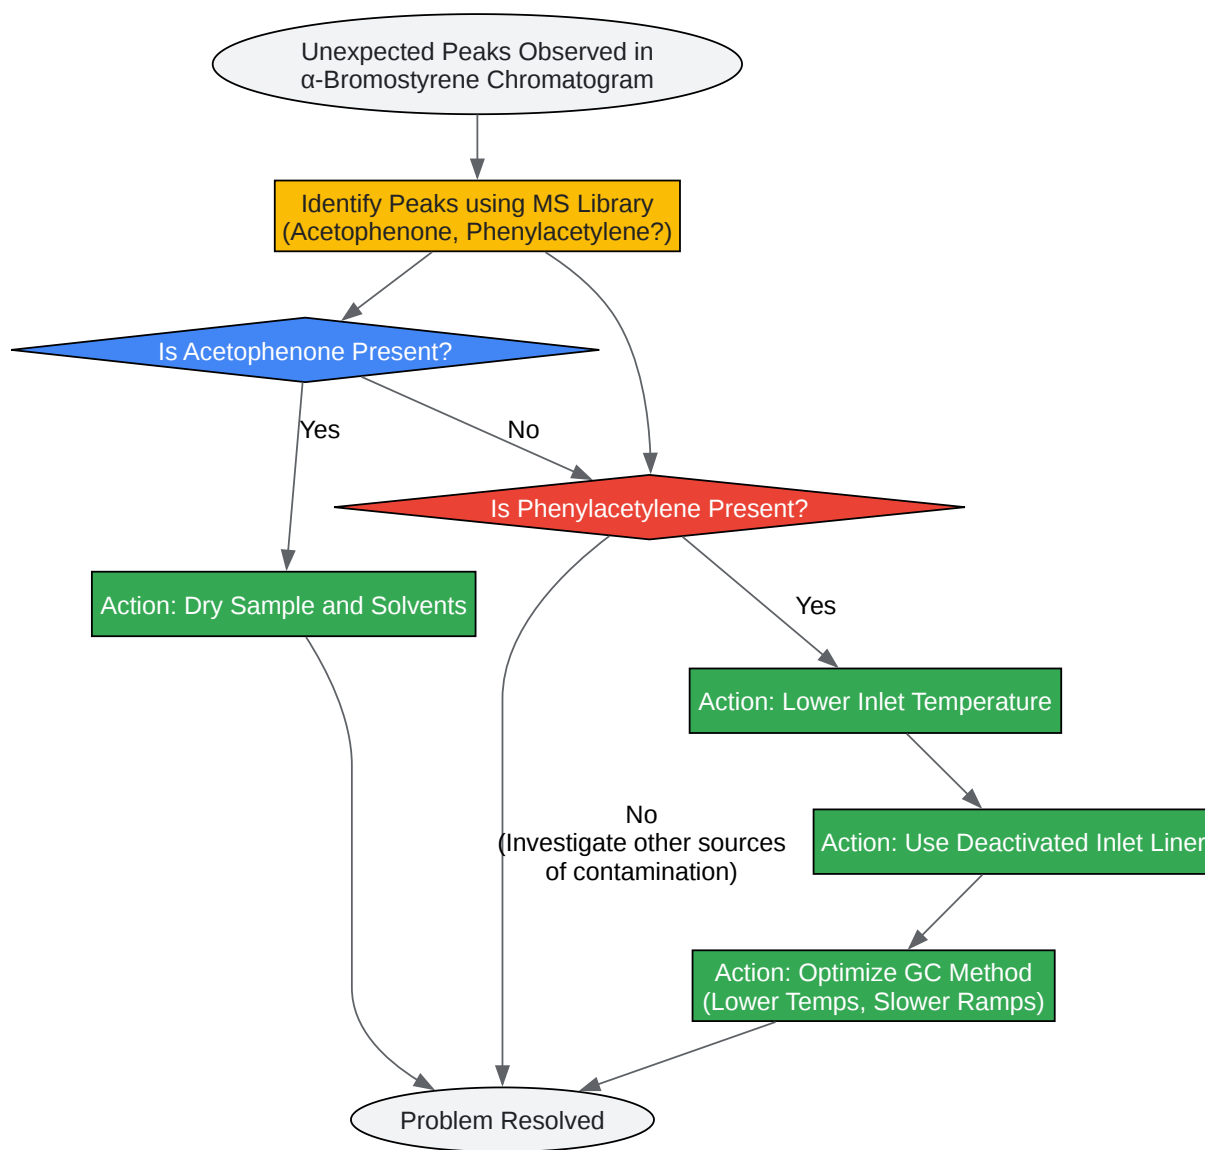 Unexpected Peaks Observed in
α-Bromostyrene Chromatogram
Identify Peaks using MS Library
(Acetophenone, Phenylacetylene?)
Is Acetophenone Present?
Yes
No
Is Phenylacetylene Present?
Action: Dry Sample and Solvents
Yes
Action: Lower Inlet Temperature
No
(Investigate other sources
of contamination)
Action: Use Deactivated Inlet Liner
Action: Optimize GC Method
(Lower Temps, Slower Ramps)
Problem Resolved